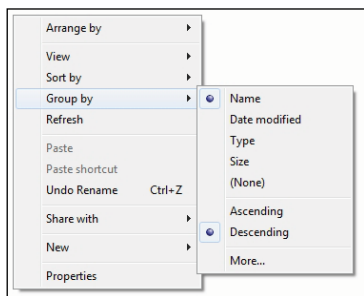 Arrange by
View
Sort by
Group by
Refresh
Paste
Paste shortcut
Undo Rename Ctrl+Z
Share with
New
Properties
Name
Date modified
Type
Size
(None)
Ascending
Descending
More...